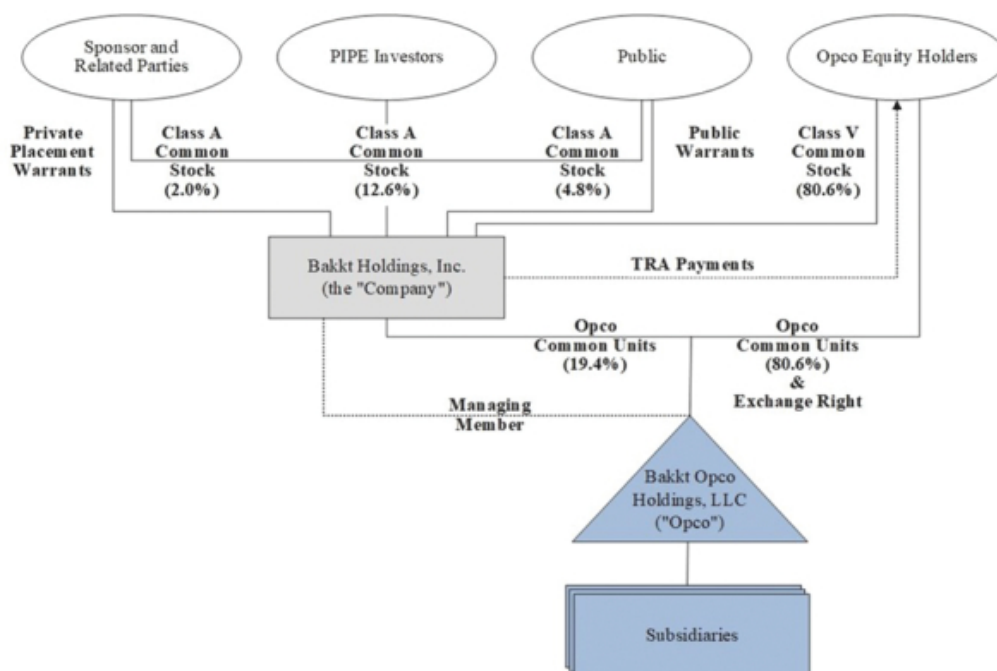 Sponsor and
Related Parties
PIPE Investors
Public
Opco Equity Holders
Private
Placement
Warrants
Class A
Common
Stock
(2.0%)
Class A
Common
Stock
(12.6%)
Class A
Common
Stock
(4.8%)
Public
Warrants
Class V
Common
Stock
(80.6%)
Bakkt Holdings, Inc.
(the "Company")
TRA Payments
Opco
Common Units
(19.4%)
Opco
Common Units
(80.6%)
&
Exchange Right
Managing
Member
Bakkt Opco
Holdings, LLC
("Opco")
Subsidiaries